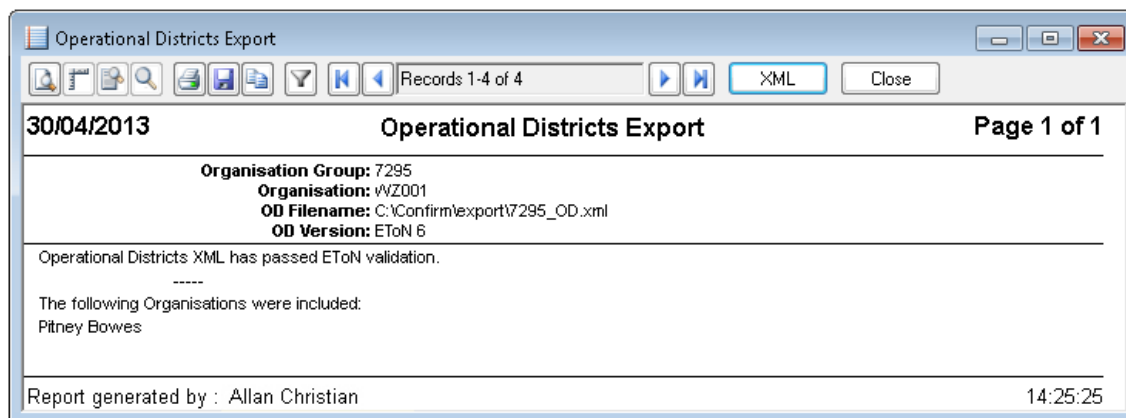 Operational Districts Export
Records 1-4 of 4 XML Close
30/04/2013 Operational Districts Export Page 1 of 1
Organisation Group: 7295
Organisation: WZ001
OD Filename: C:\Confirm\export\7295_OD.xml
OD Version: EToN 6
Operational Districts XML has passed EToN validation.
-----
The following Organisations were included:
Pitney Bowes
Report generated by : Allan Christian 14:25:25